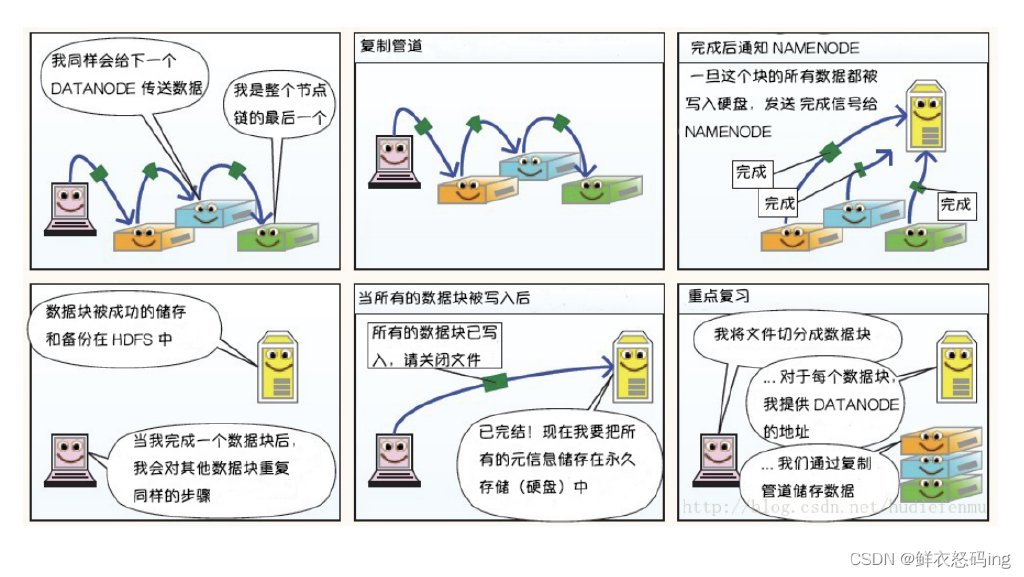 我同样会给下一个
DATANODE 传送数据
我是整个节点
链的最后一个
复制管道
完成后通知 NAMENODE
一旦这个块的所有数据都被
写入硬盘，发送 完成信号给
NAMENODE
完成
完成
完成
数据块被成功的储存
和备份在 HDFS 中
当我完成一个数据块后，
我会对其他数据块重复
同样的步骤
当所有的数据块被写入后
所有的数据块已写
入，请关闭文件
已完结！现在我要把所
有的元信息储存在永久
存储（硬盘）中
重点复习
我将文件切分成数据块
... 对于每个数据块，
我提供 DATANODE
的地址
... 我们通过复制
管道储存数据
http://blog.csdn.net/hudiefenmu
CSDN @鲜衣怒码ing